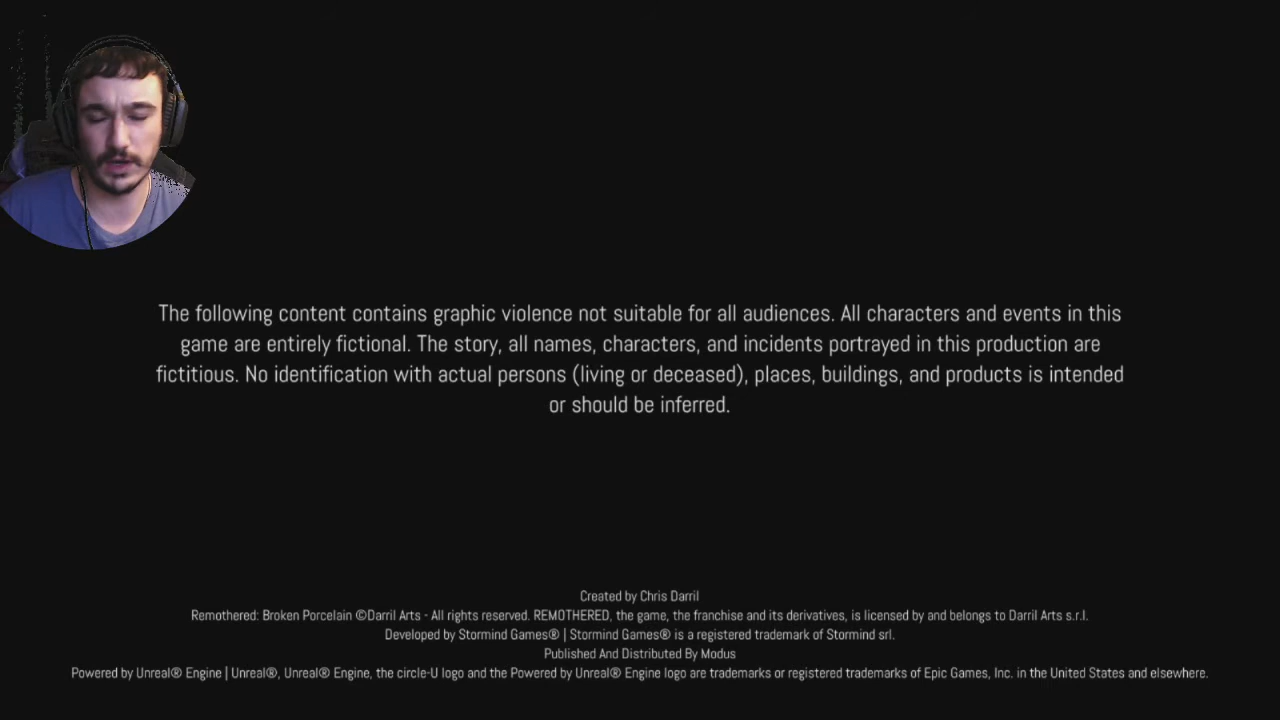 The following content contains graphic violence not suitable for all audiences. All characters and events in this
game are entirely fictional. The story, all names, characters, and incidents portrayed in this production are
fictitious. No identification with actual persons (living or deceased), places, buildings, and products is intended
or should be inferred.
Created by Chris Darril
Remothered: Broken Porcelain ©Darril Arts - All rights reserved. REMOTHERED, the game, the franchise and its derivatives, is licensed by and belongs to Darril Arts s.r.l.
Developed by Stormind Games® | Stormind Games® is a registered trademark of Stormind srl.
Published And Distributed By Modus
Powered by Unreal® Engine | Unreal®, Unreal® Engine, the circle-U logo and the Powered by Unreal® Engine logo are trademarks or registered trademarks of Epic Games, Inc. in the United States and elsewhere.